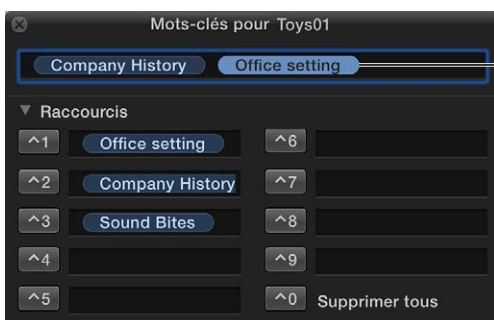 Mots-clés pour Toys01
Company History Office setting
Raccourcis
^1 Office setting ^6
^2 Company History ^7
^3 Sound Bites ^8
^4 ^9
^5 ^0 Supprimer tous